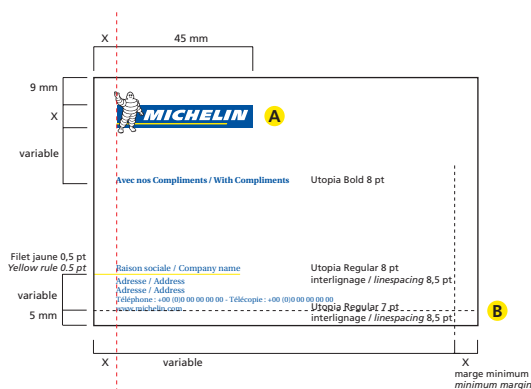 X 45 mm
9 mm
X
MICHELIN
A
variable
Avec nos Compliments / With Compliments
Utopia Bold 8 pt
Filet jaune 0,5 pt
Yellow rule 0.5 pt
Raison sociale / Company name
Utopia Regular 8 pt
interlignage / linespacing 8,5 pt
Adresse / Address
Adresse / Address
variable
Téléphone : +00 (0)0 00 00 00 00 - Télécopie : +00 (0)0 00 00 00 00
www.michelin.com
Utopia Regular 7 pt
interlignage / linespacing 8,5 pt
5 mm
B
X variable X
marge minimum
minimum margin